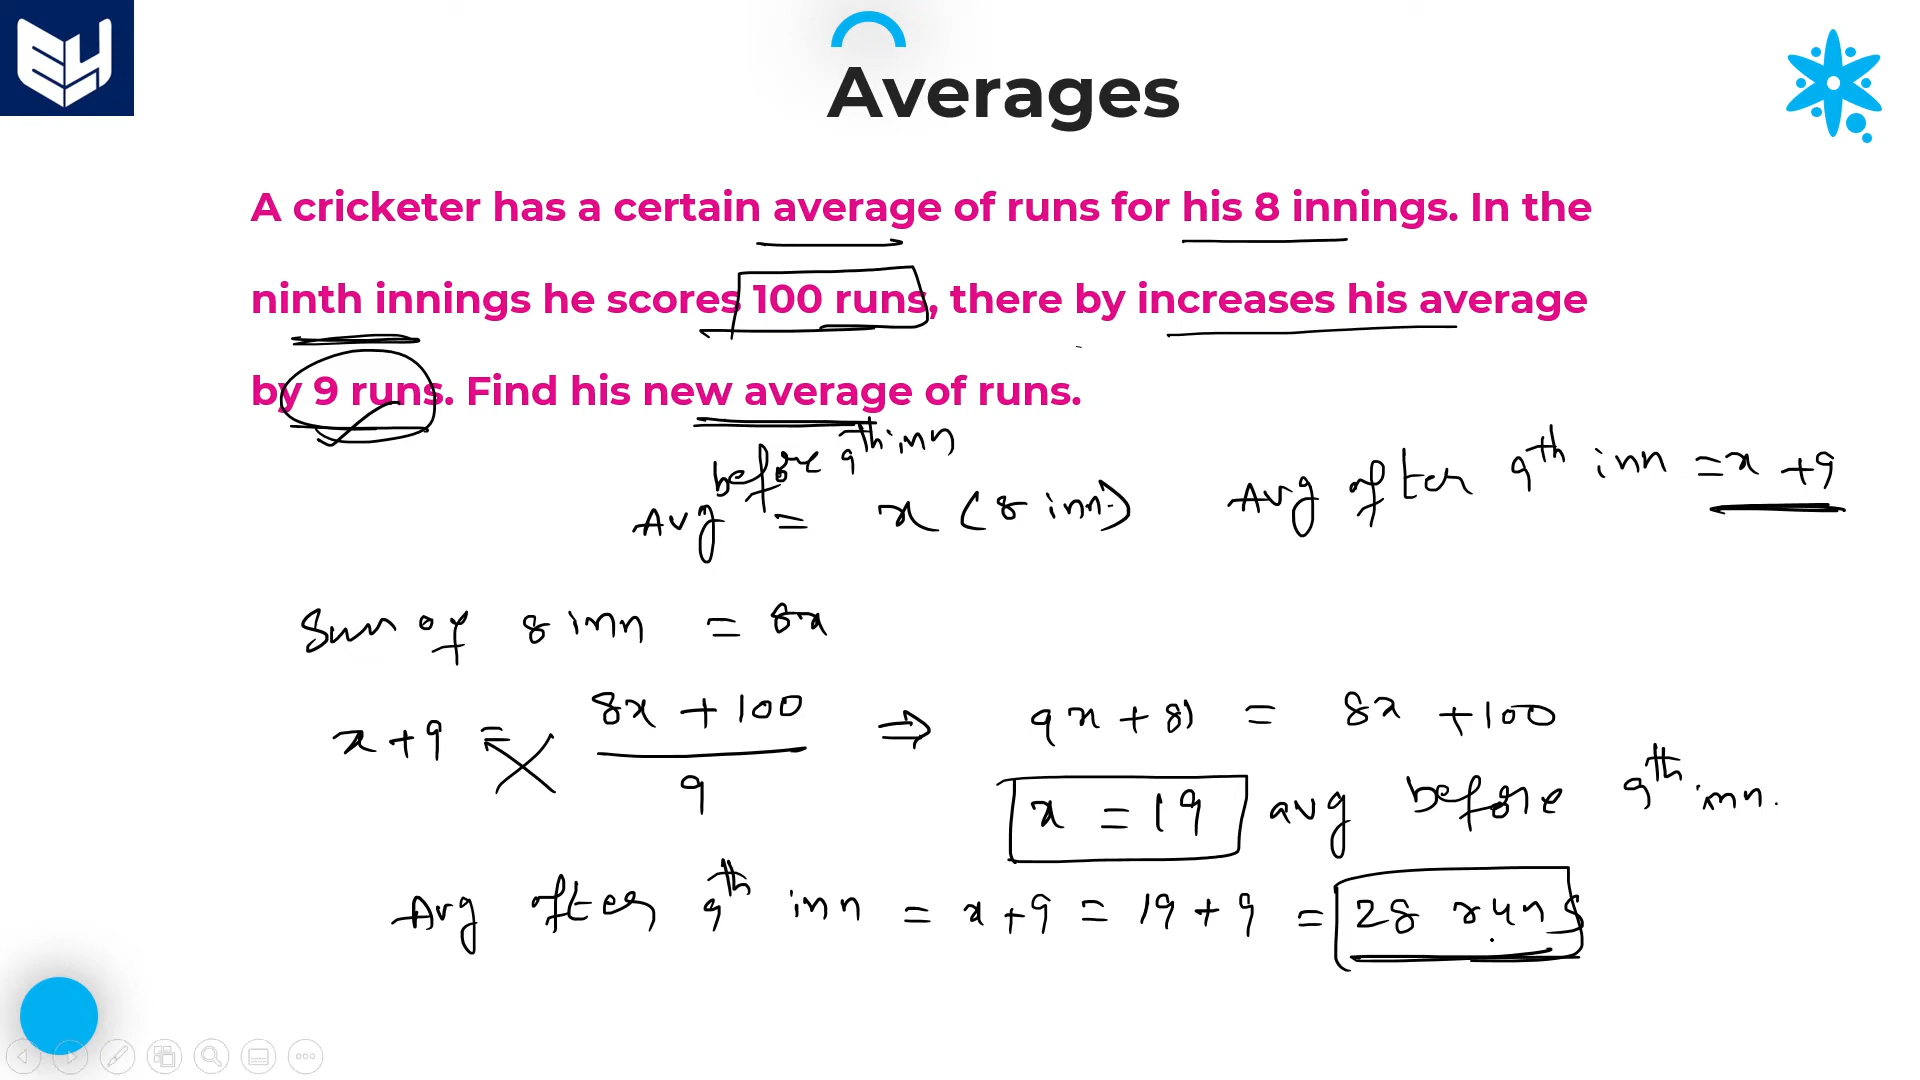 EY
Averages
A cricketer has a certain average of runs for his 8 innings. In the
ninth innings he scores 100 runs, there by increases his average
by 9 runs. Find his new average of runs.
Avg before 9th inn = x (8 inn.) Avg after 9th inn = x + 9
Sum of 8 inn = 8x
x + 9 = 8x + 100 / 9 ⇒ 9x + 81 = 8x + 100
x = 19 avg before 9th inn.
Avg after 9th inn = x + 9 = 19 + 9 = 28 runs